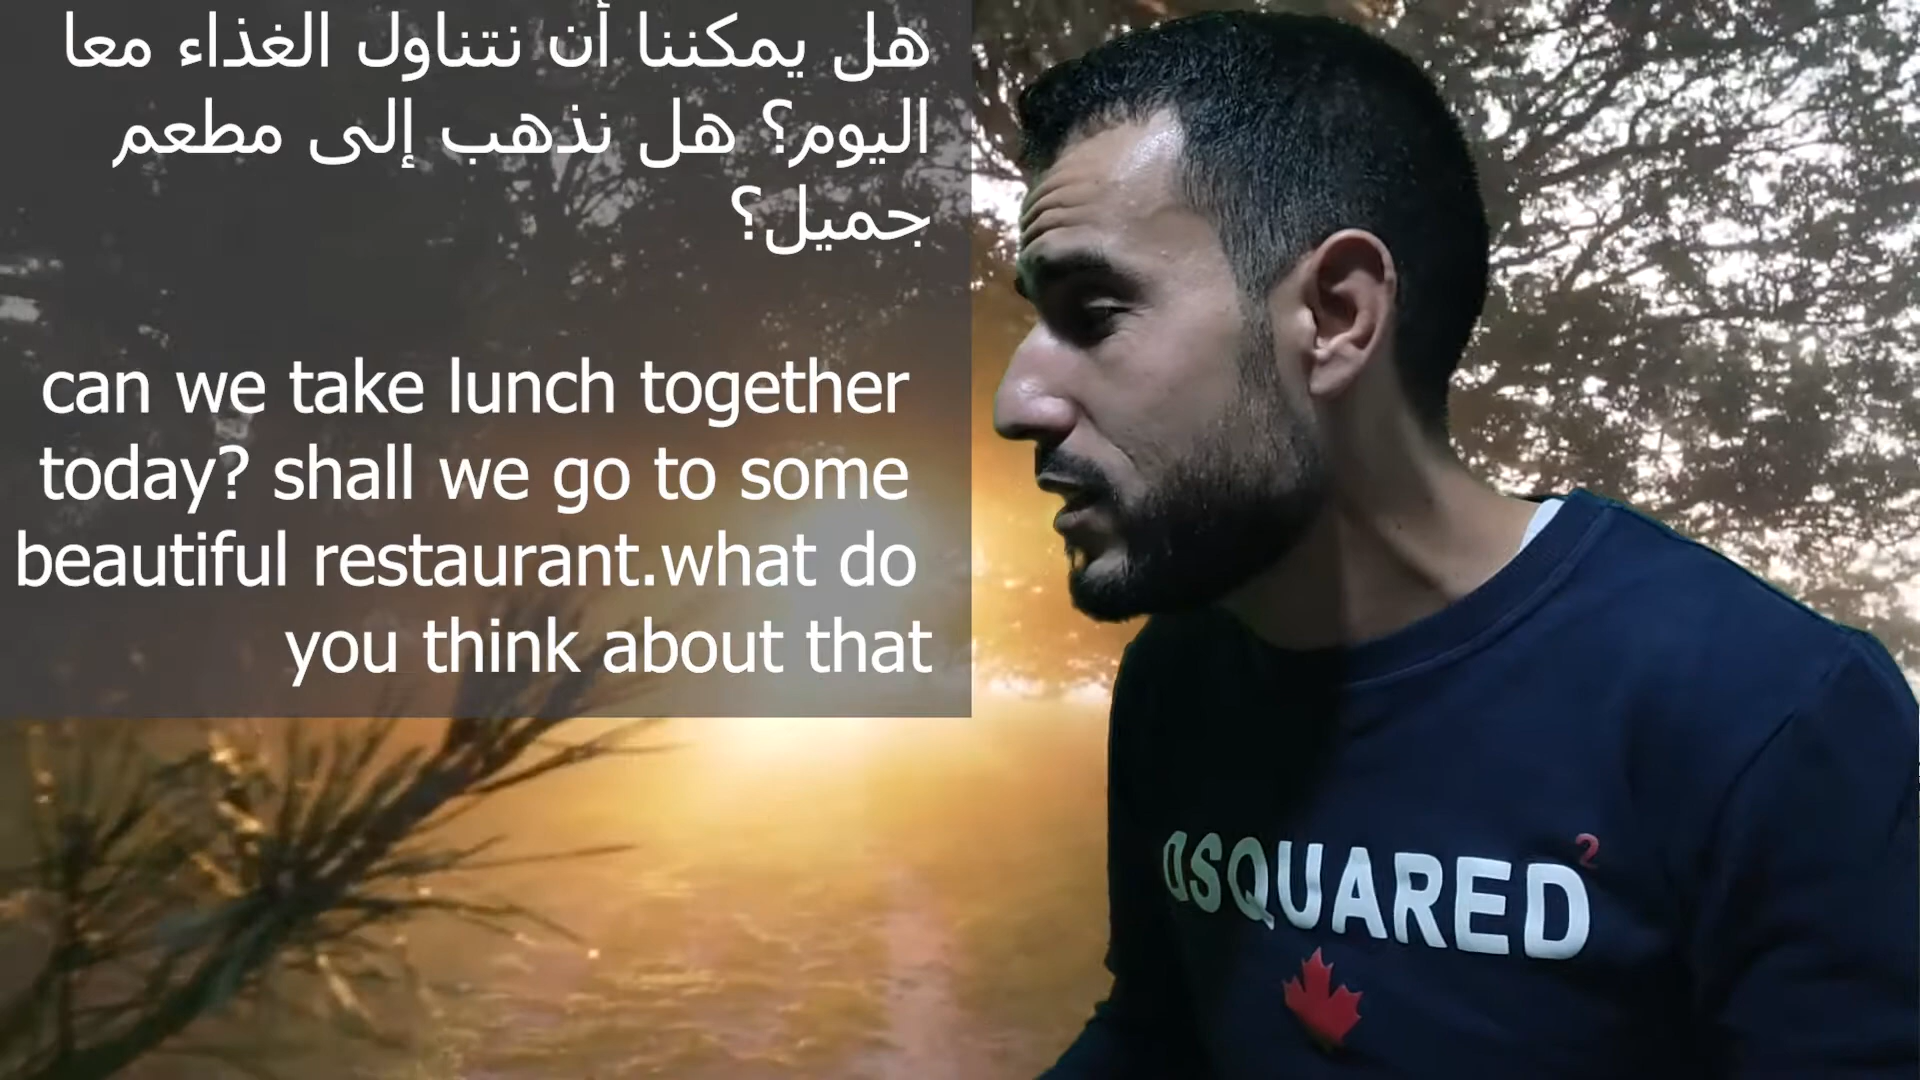 هل يمكننا أن نتناول الغذاء معا
اليوم؟ هل نذهب إلى مطعم
جميل؟
can we take lunch together
today? shall we go to some
beautiful restaurant.what do
you think about that
DSQUARED2